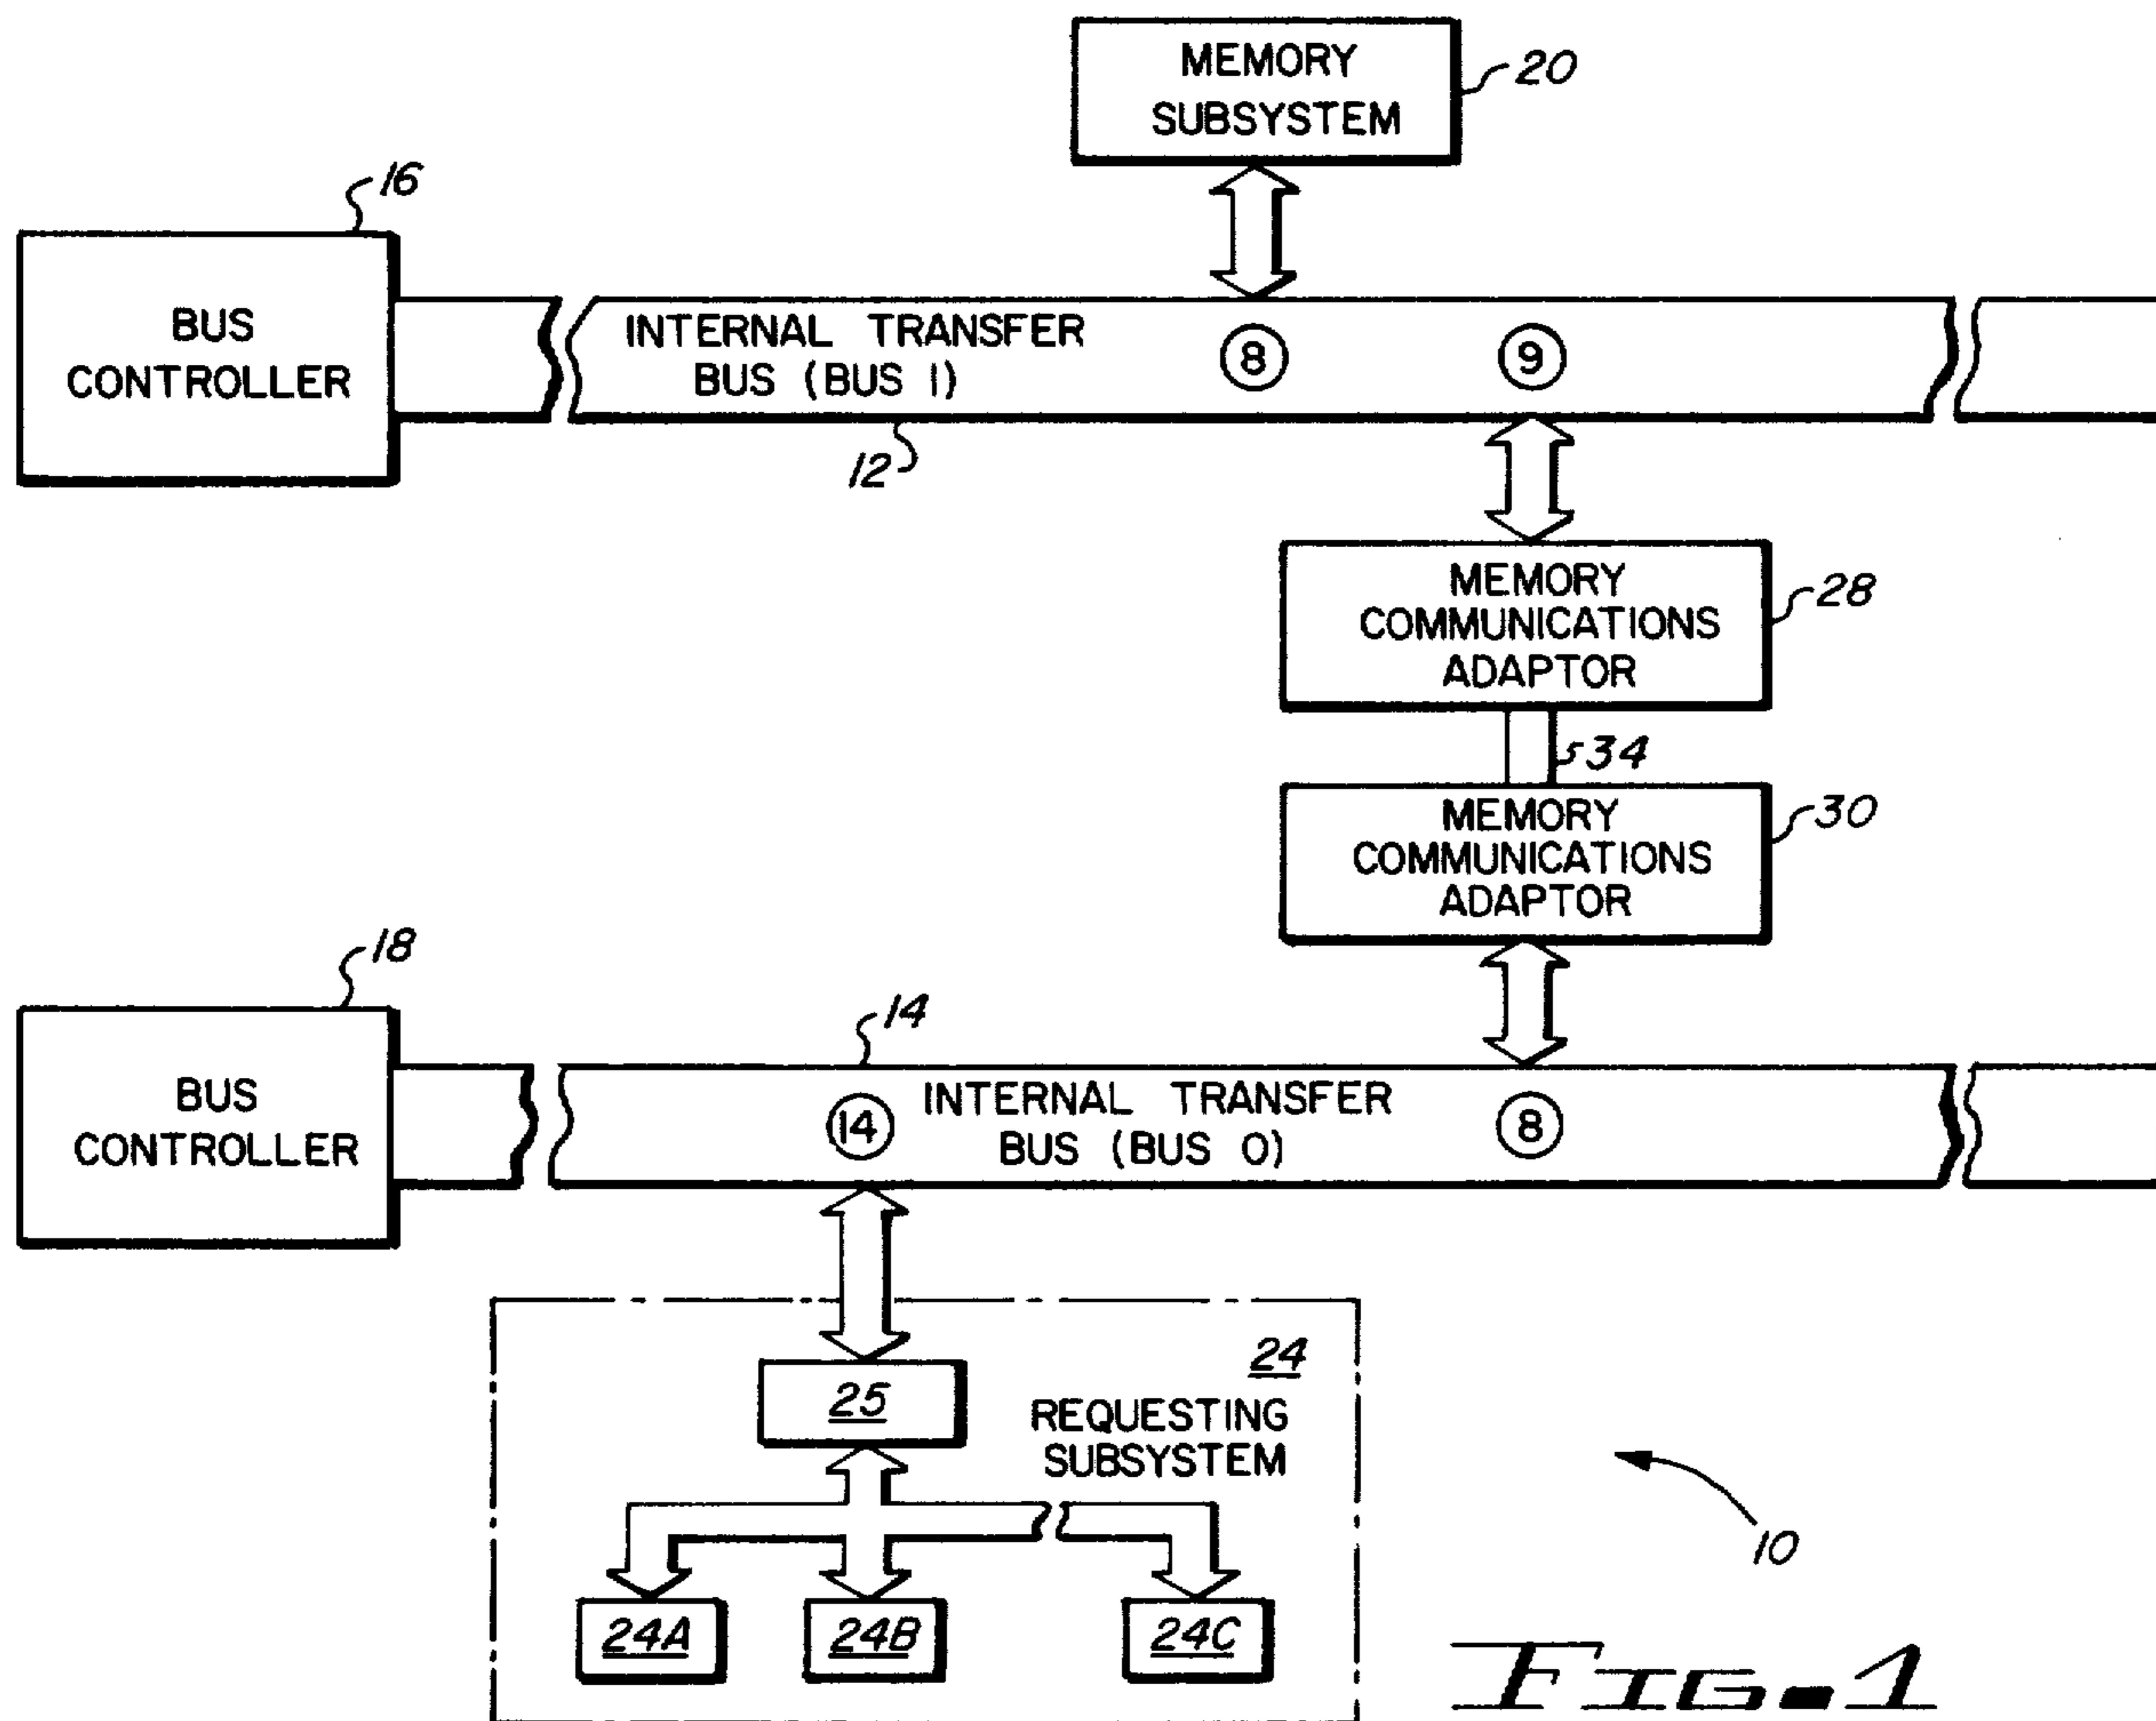 MEMORY
SUBSYSTEM
20
16
BUS
CONTROLLER
INTERNAL TRANSFER
BUS (BUS 1)
8
9
12
MEMORY
COMMUNICATIONS
ADAPTOR
28
34
MEMORY
COMMUNICATIONS
ADAPTOR
30
18
BUS
CONTROLLER
14
14
INTERNAL TRANSFER
BUS (BUS 0)
8
24
25
REQUESTING
SUBSYSTEM
24A
24B
24C
10
FIG-1